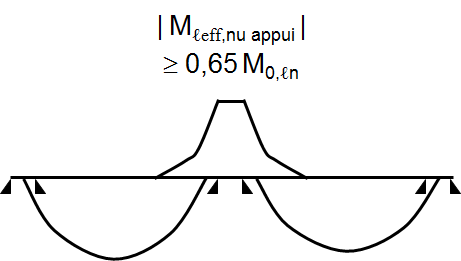 | Mℓeff,nu appui |
≥ 0,65 M0,ℓn